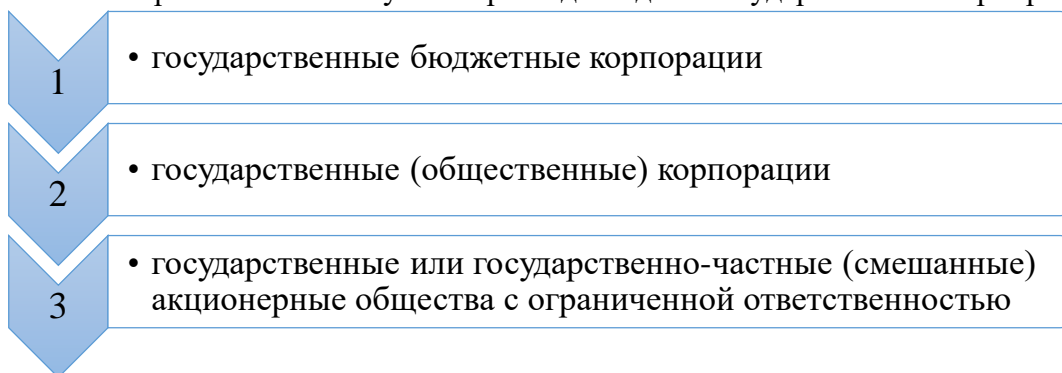 1
• государственные бюджетные корпорации
2
• государственные (общественные) корпорации
3
• государственные или государственно-частные (смешанные)
акционерные общества с ограниченной ответственностью